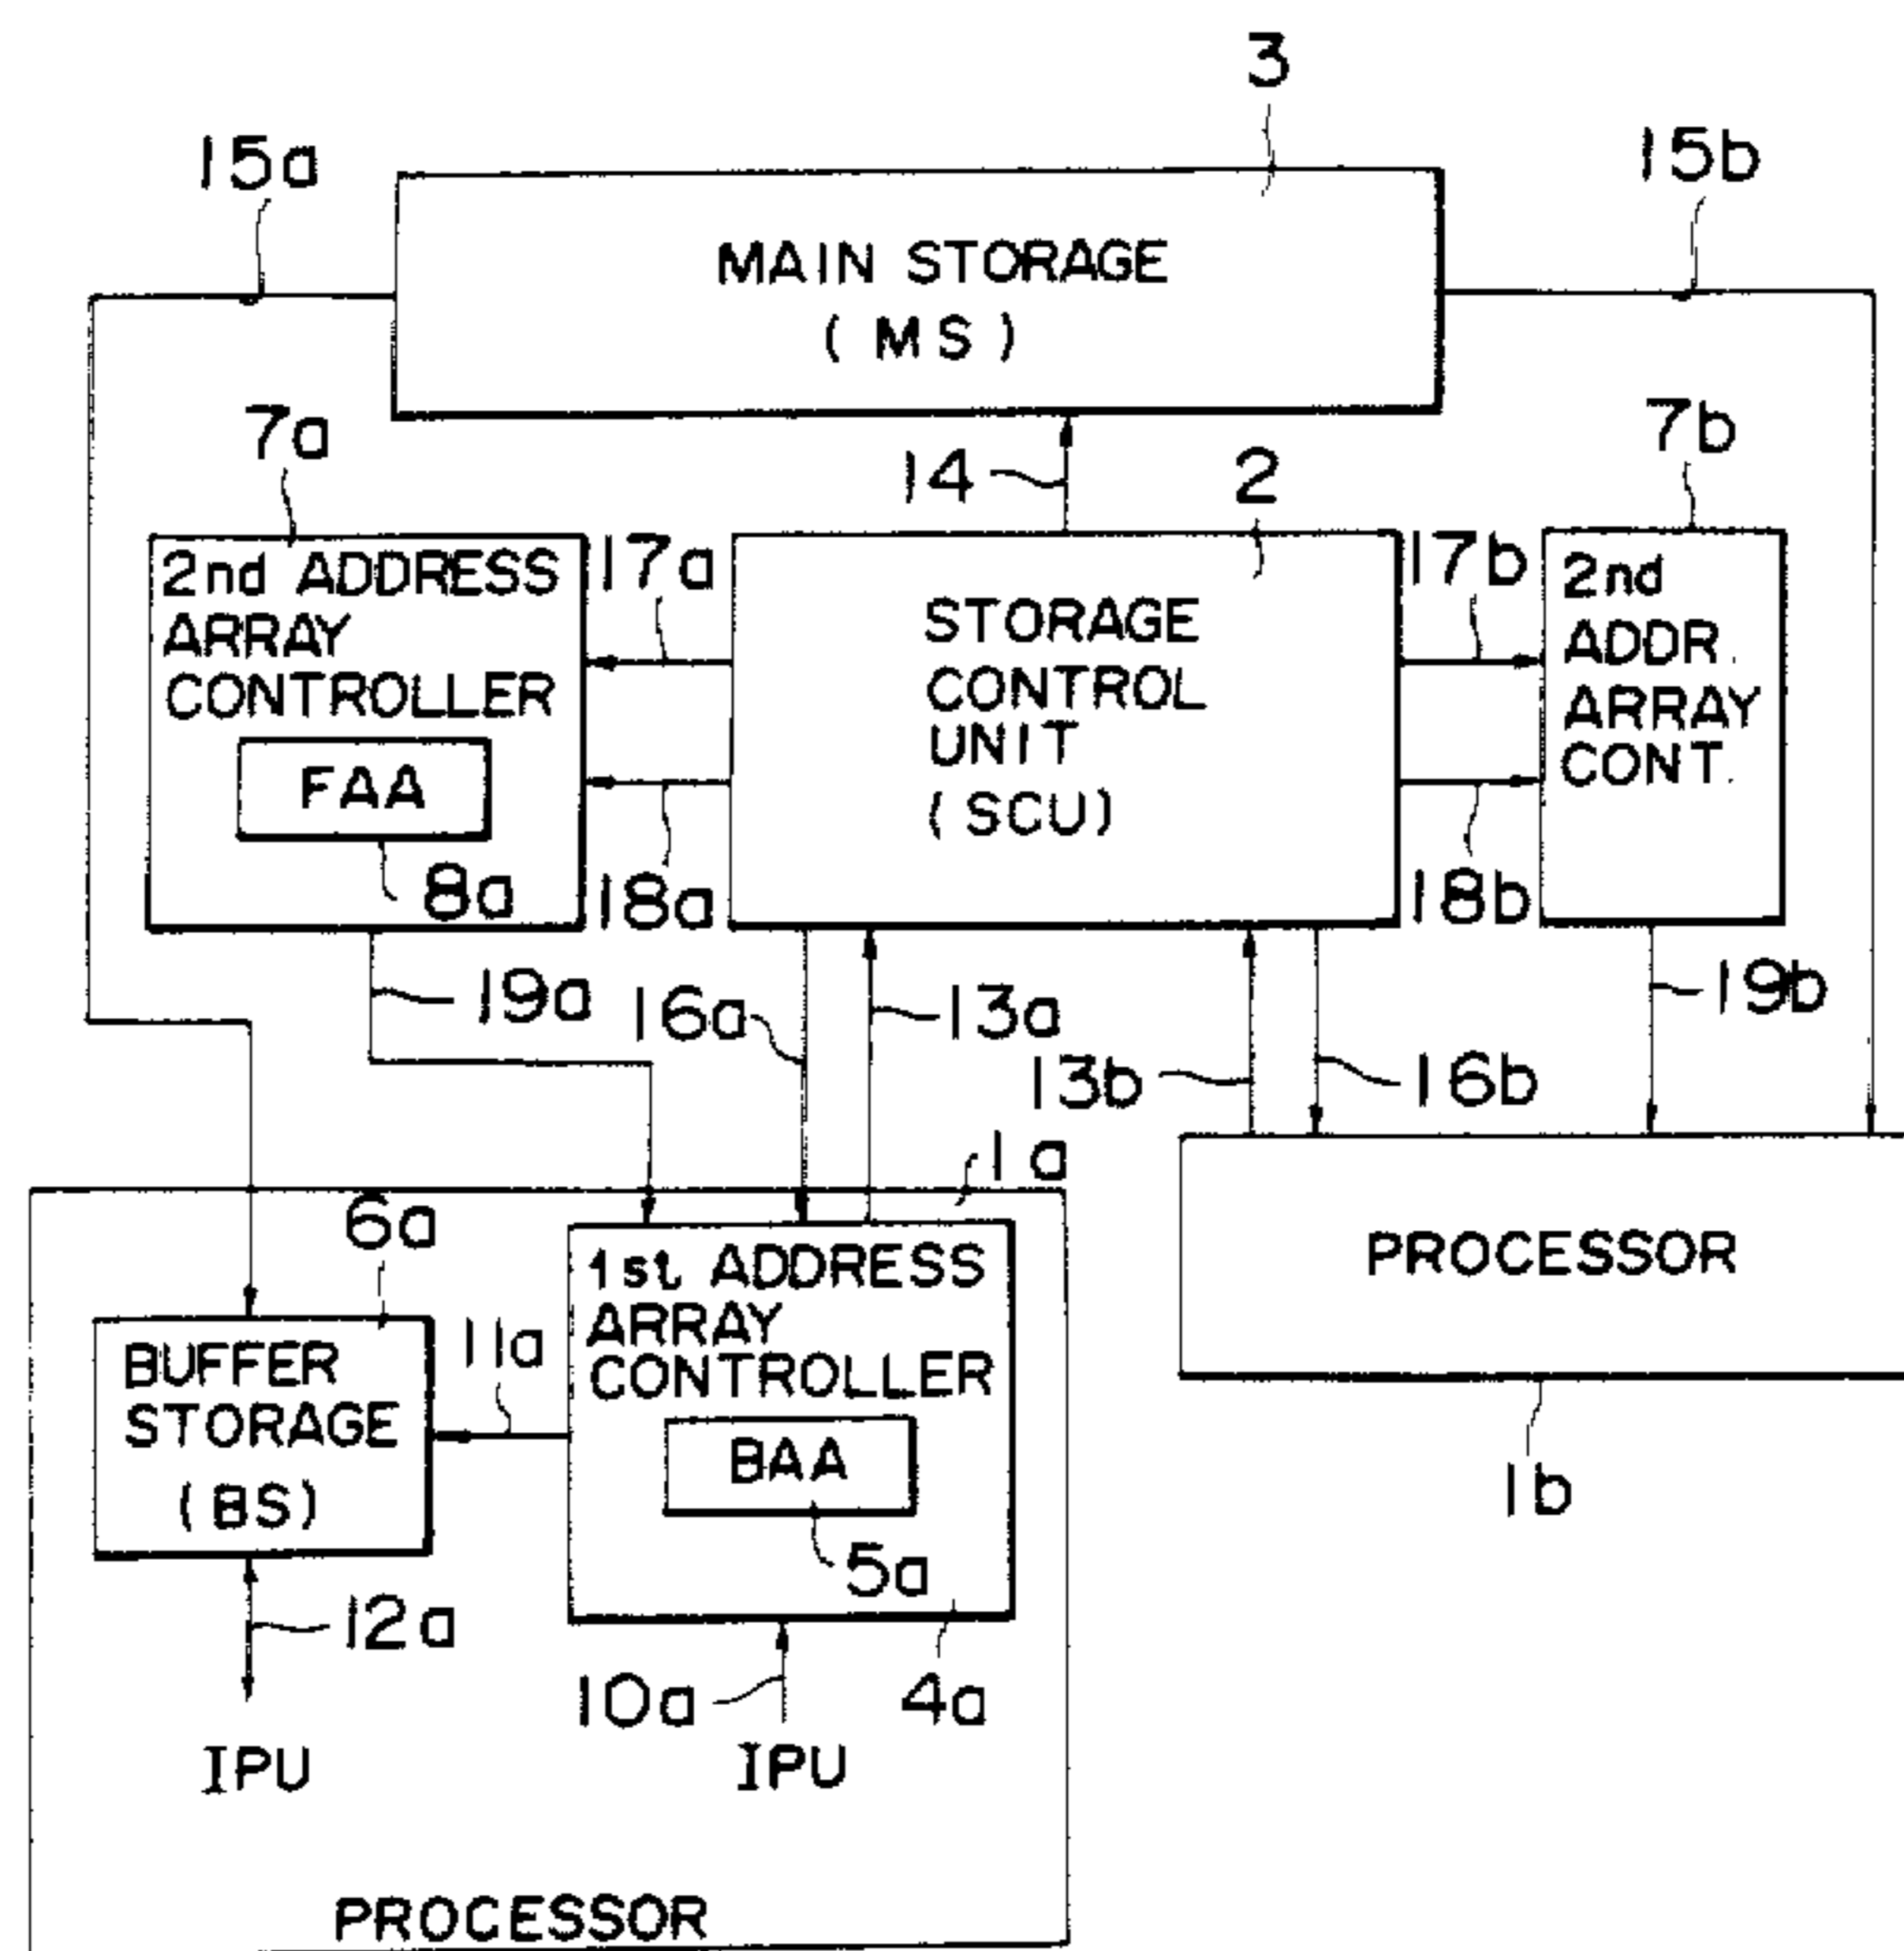 3
15a
15b
MAIN STORAGE
(MS)
7a
14
2
7b
2nd ADDRESS
ARRAY
CONTROLLER
FAA
8a
17a
18a
STORAGE
CONTROL
UNIT
(SCU)
17b
18b
2nd
ADDR.
ARRAY
CONT.
19a
16a
13a
13b
16b
19b
1a
6a
1st ADDRESS
ARRAY
CONTROLLER
BAA
5a
BUFFER
STORAGE
(BS)
11a
PROCESSOR
1b
12a
10a
4a
IPU
IPU
PROCESSOR